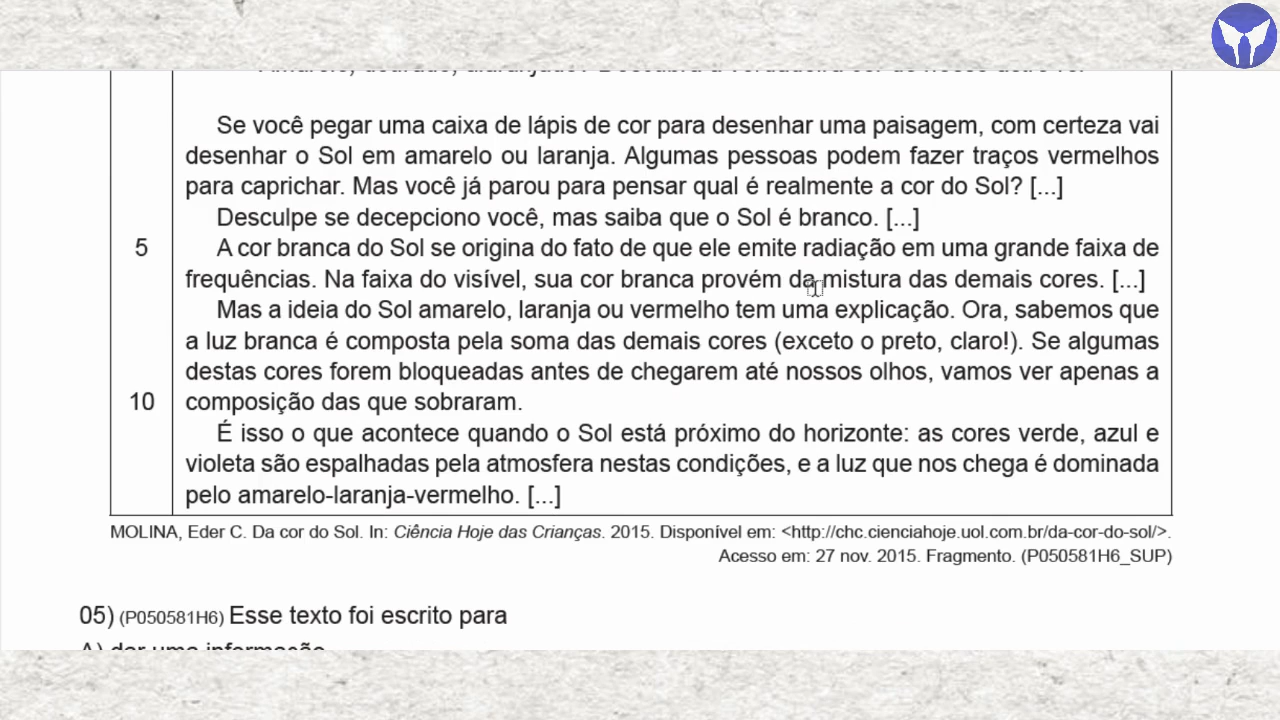 Se você pegar uma caixa de lápis de cor para desenhar uma paisagem, com certeza vai
desenhar o Sol em amarelo ou laranja. Algumas pessoas podem fazer traços vermelhos
para caprichar. Mas você já parou para pensar qual é realmente a cor do Sol? [...]
Desculpe se decepciono você, mas saiba que o Sol é branco. [...]
5 A cor branca do Sol se origina do fato de que ele emite radiação em uma grande faixa de
frequências. Na faixa do visível, sua cor branca provém da mistura das demais cores. [...]
Mas a ideia do Sol amarelo, laranja ou vermelho tem uma explicação. Ora, sabemos que
a luz branca é composta pela soma das demais cores (exceto o preto, claro!). Se algumas
destas cores forem bloqueadas antes de chegarem até nossos olhos, vamos ver apenas a
10 composição das que sobraram.
É isso o que acontece quando o Sol está próximo do horizonte: as cores verde, azul e
violeta são espalhadas pela atmosfera nestas condições, e a luz que nos chega é dominada
pelo amarelo-laranja-vermelho. [...]
MOLINA, Eder C. Da cor do Sol. In: Ciência Hoje das Crianças. 2015. Disponível em: <http://chc.cienciahoje.uol.com.br/da-cor-do-sol/>.
Acesso em: 27 nov. 2015. Fragmento. (P050581H6_SUP)
05) (P050581H6) Esse texto foi escrito para
A) dar uma informação